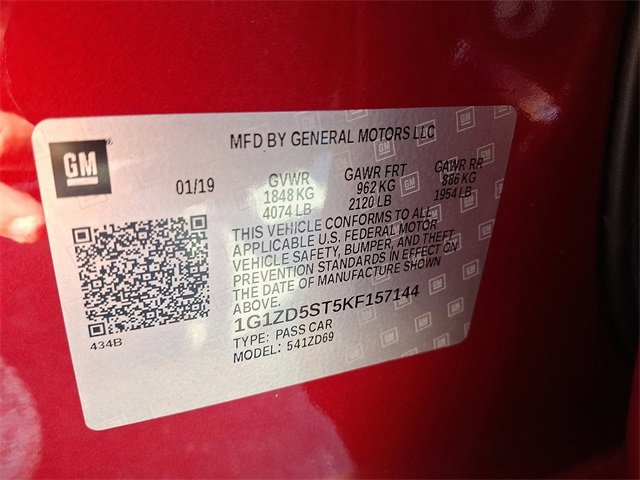 GM
MFD BY GENERAL MOTORS LLC
01/19
GVWR
1848 KG
4074 LB
GAWR FRT
962 KG
2120 LB
GAWR RR
886 KG
1954 LB
THIS VEHICLE CONFORMS TO ALL
APPLICABLE U.S. FEDERAL MOTOR
VEHICLE SAFETY, BUMPER, AND THEFT
PREVENTION STANDARDS IN EFFECT ON
THE DATE OF MANUFACTURE SHOWN
ABOVE.
1G1ZD5ST5KF157144
TYPE: PASS CAR
MODEL: 541ZD69
434B